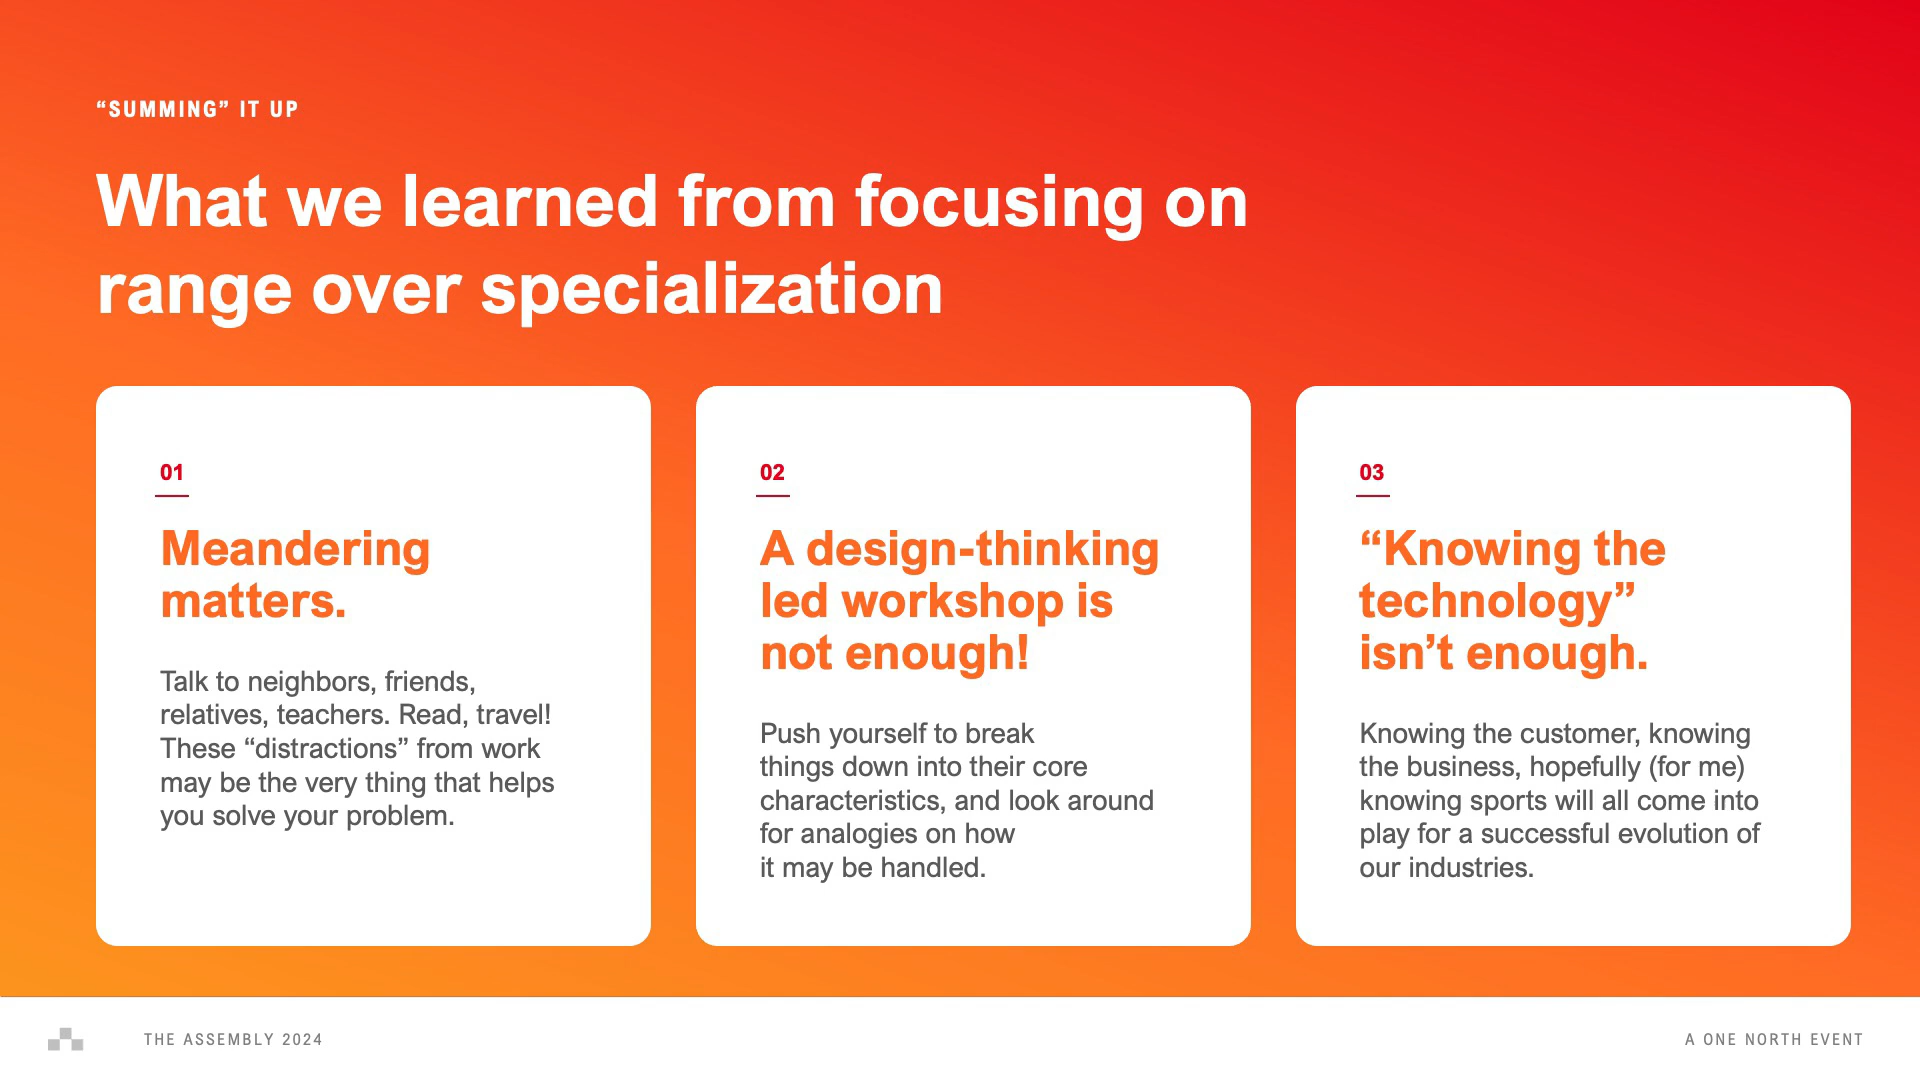 “SUMMING” IT UP
What we learned from focusing on
range over specialization
01
Meandering
matters.
Talk to neighbors, friends,
relatives, teachers. Read, travel!
These “distractions” from work
may be the very thing that helps
you solve your problem.
02
A design-thinking
led workshop is
not enough!
Push yourself to break
things down into their core
characteristics, and look around
for analogies on how
it may be handled.
03
“Knowing the
technology”
isn’t enough.
Knowing the customer, knowing
the business, hopefully (for me)
knowing sports will all come into
play for a successful evolution of
our industries.
THE ASSEMBLY 2024
A ONE NORTH EVENT